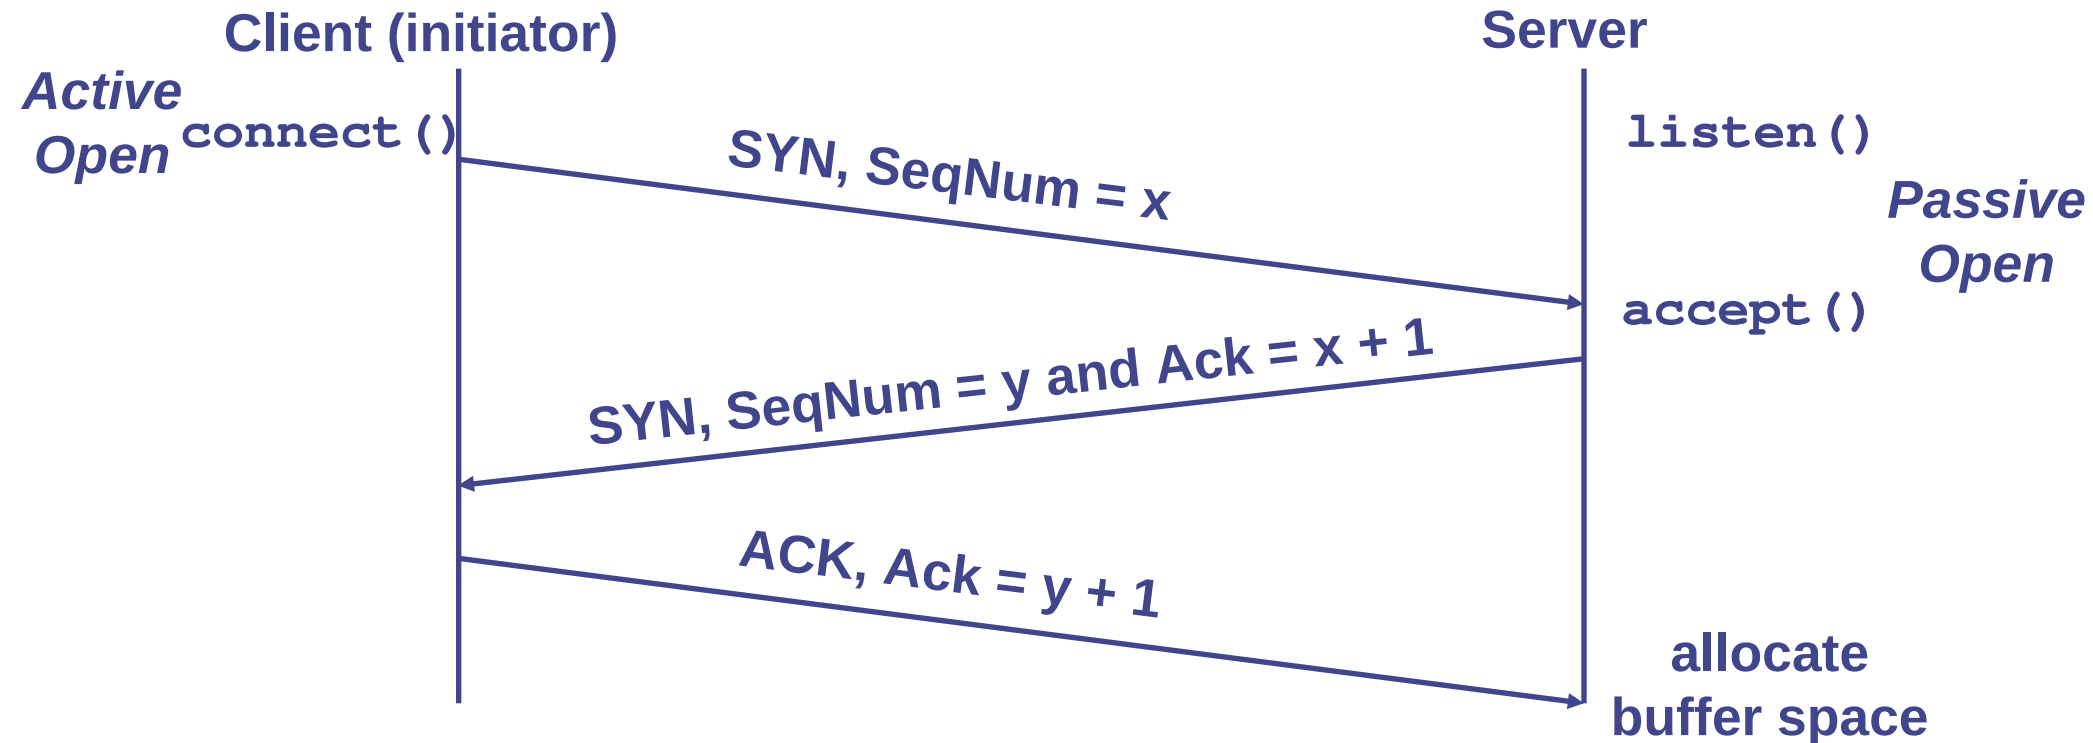 Client (initiator)
Server
Active
Open
connect()
listen()
SYN, SeqNum = x
Passive
Open
accept()
SYN, SeqNum = y and Ack = x + 1
ACK, Ack = y + 1
allocate
buffer space